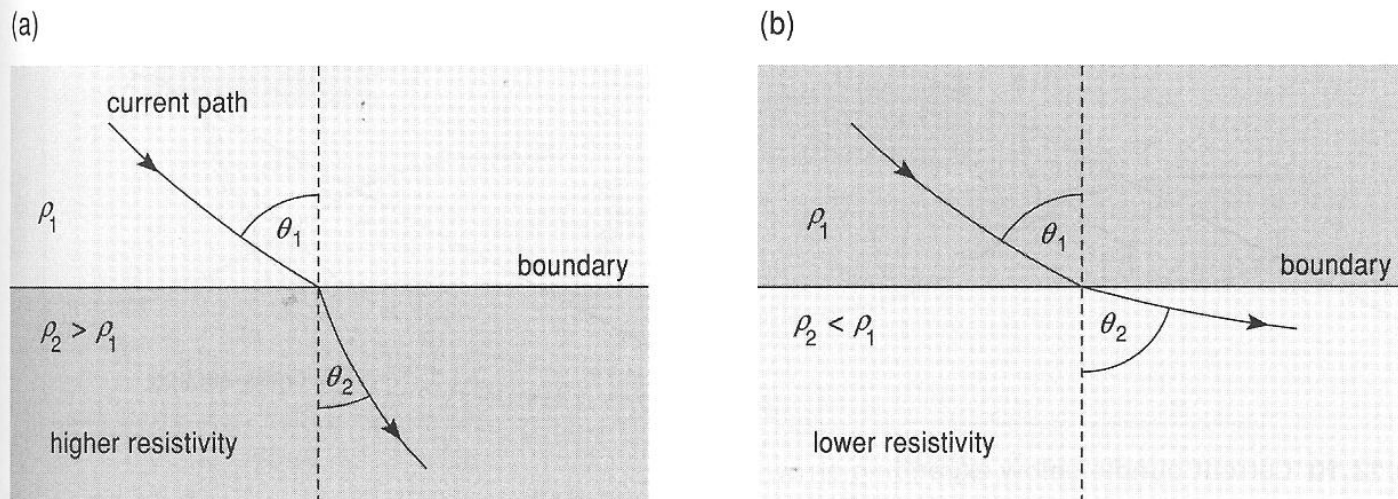 (a)
current path
ρ₁
θ₁
boundary
ρ₂ > ρ₁
θ₂
higher resistivity
(b)
ρ₁
θ₁
boundary
ρ₂ < ρ₁
θ₂
lower resistivity